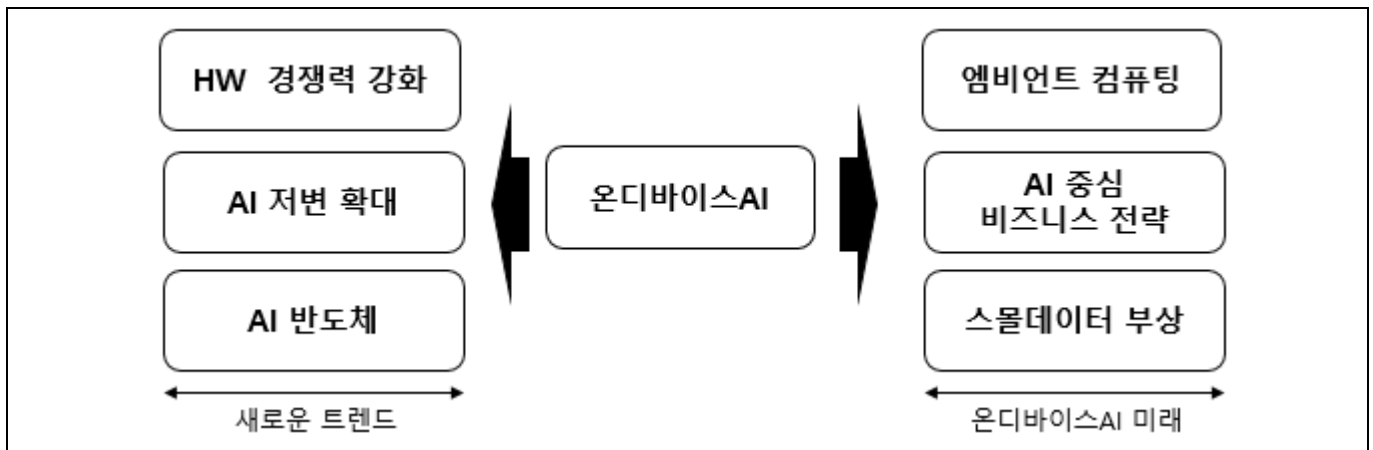 HW 경쟁력 강화
AI 저변 확대
AI 반도체
새로운 트렌드
온디바이스AI
엠비언트 컴퓨팅
AI 중심
비즈니스 전략
스몰데이터 부상
온디바이스AI 미래